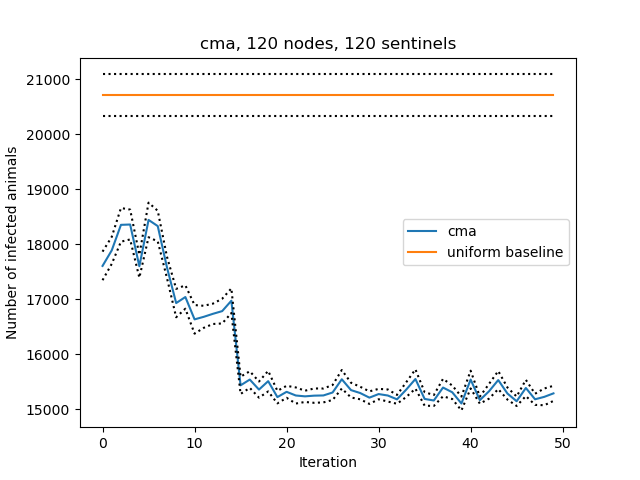 cma, 120 nodes, 120 sentinels
21000
20000
19000
18000
17000
16000
15000
Number of infected animals
cma
uniform baseline
0 10 20 30 40 50
Iteration